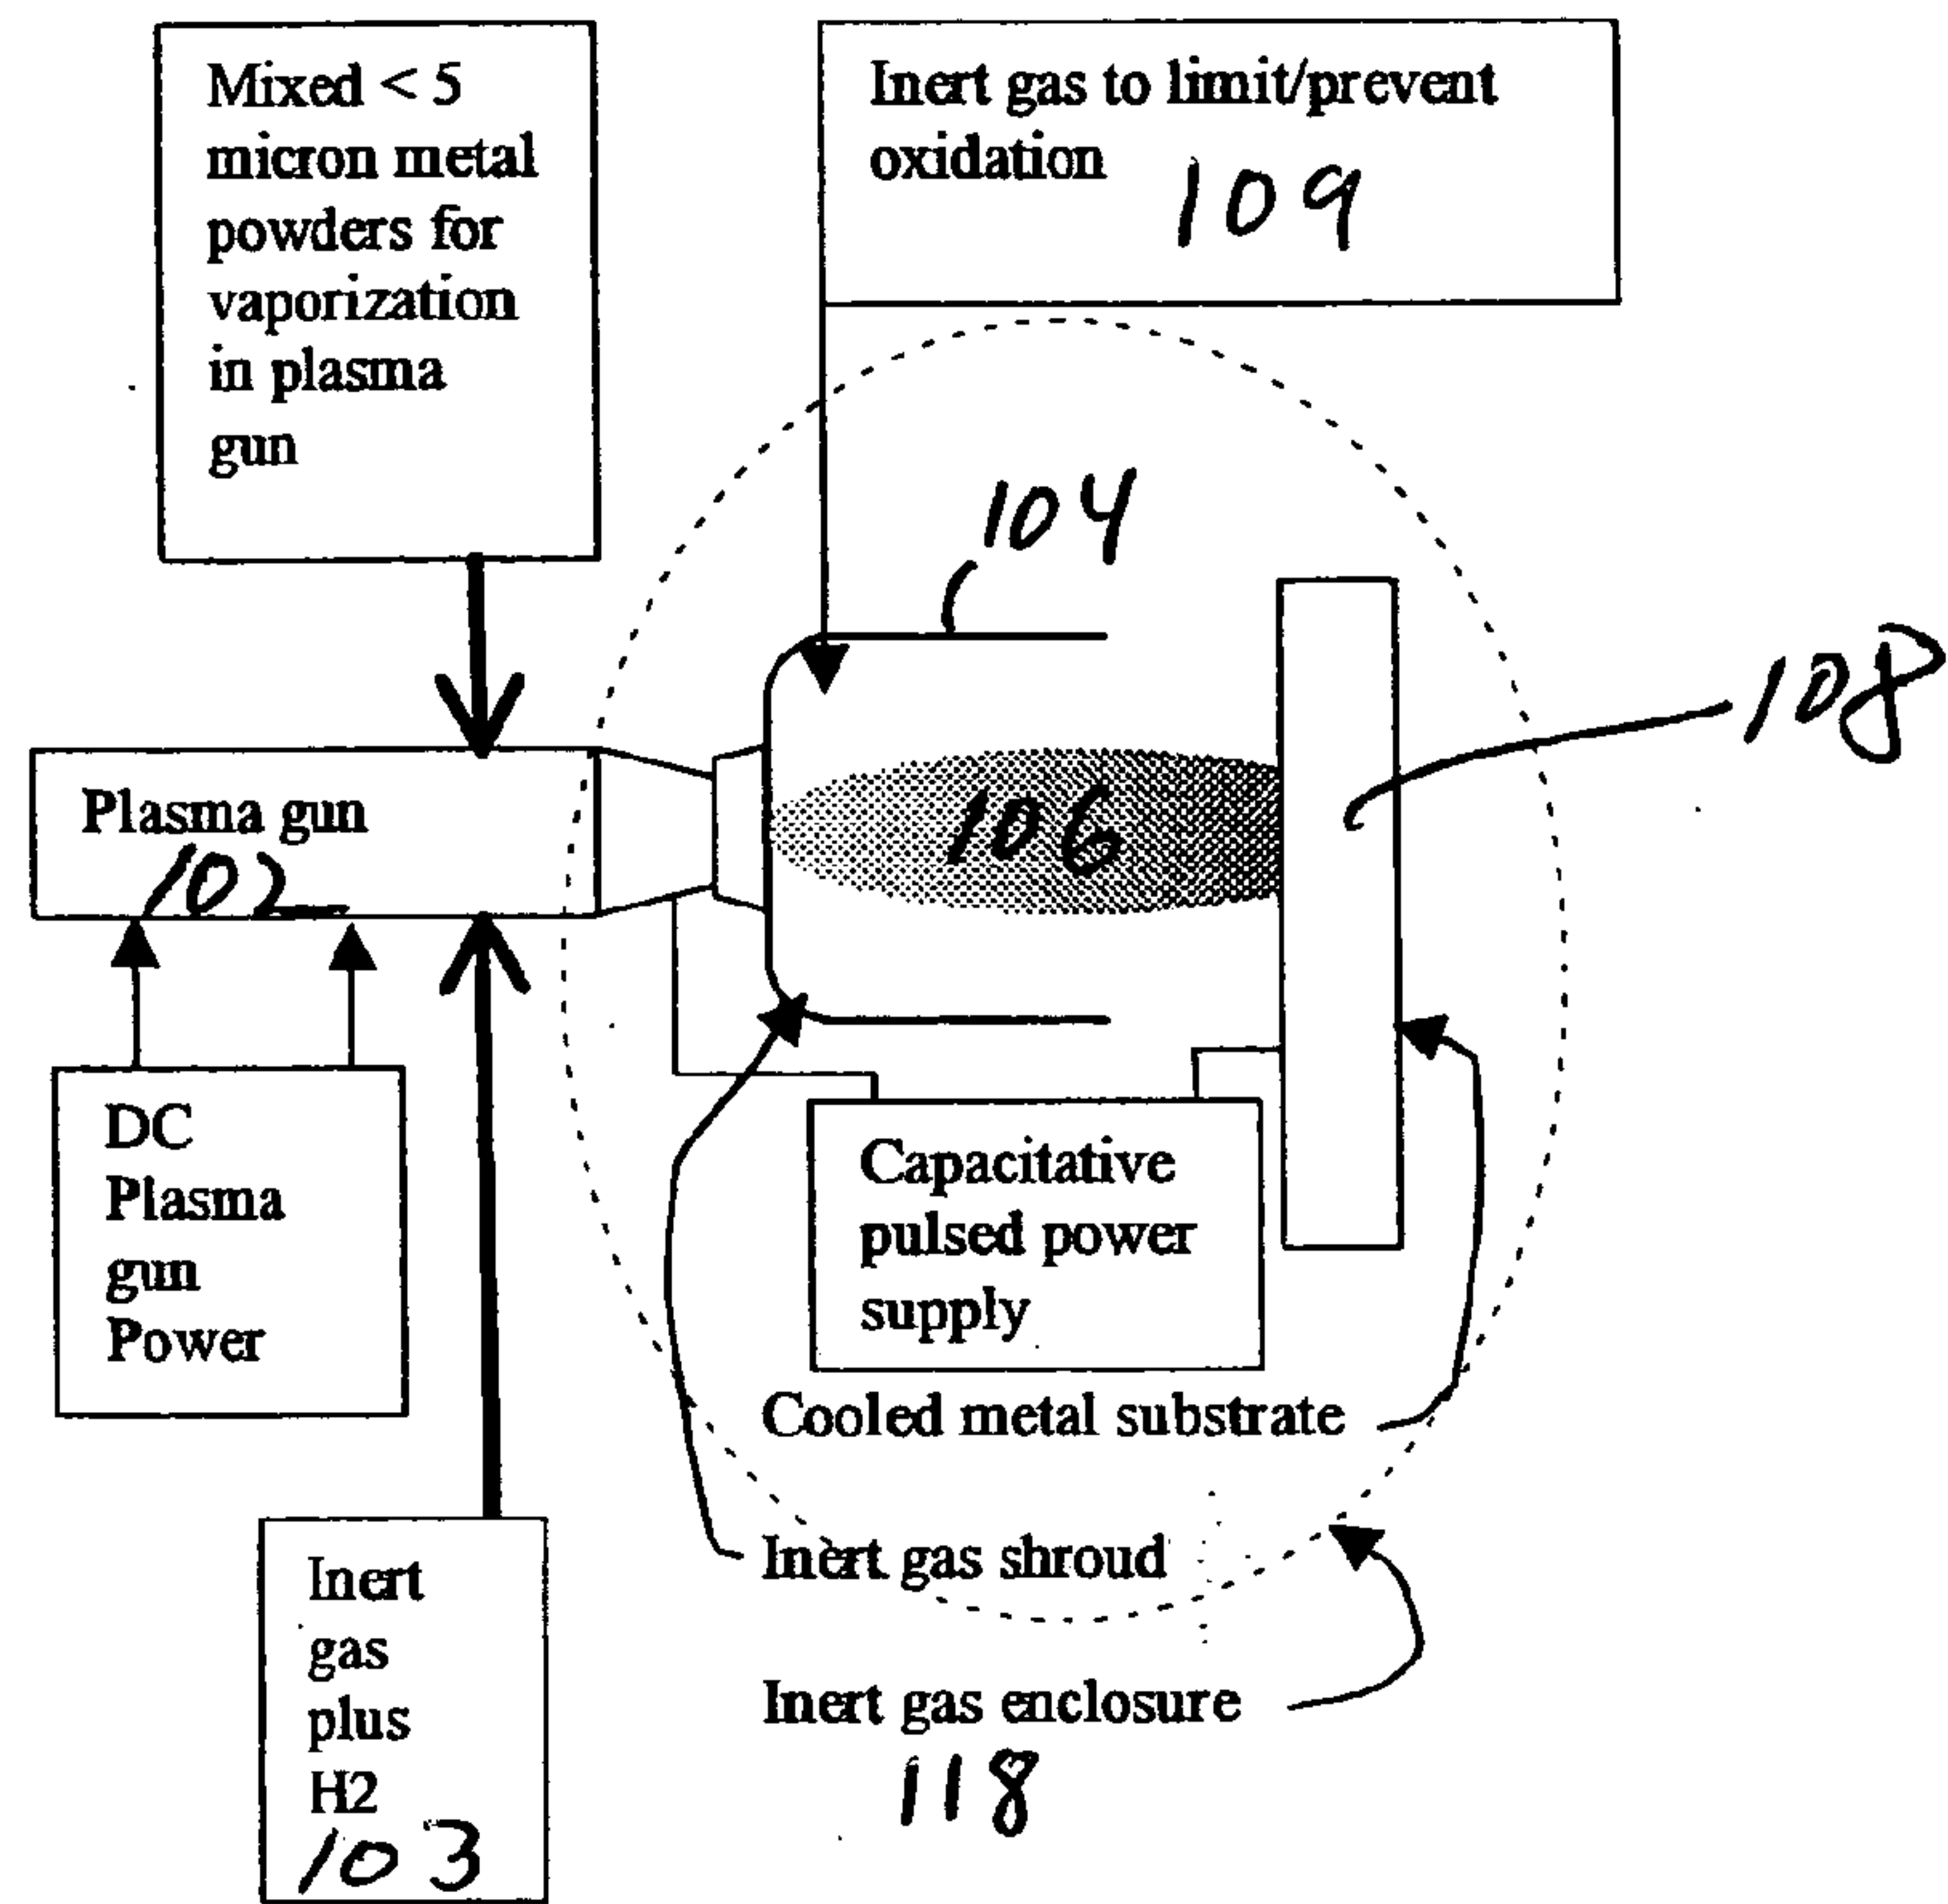 Mixed < 5
micron metal
powders for
vaporization
in plasma
gun
Inert gas to limit/prevent
oxidation
109
104
108
106
Plasma gun
102
DC
Plasma
gun
Power
Capacitative
pulsed power
supply
Cooled metal substrate
Inert gas shroud
Inert gas enclosure
118
Inert
gas
plus
H2
103